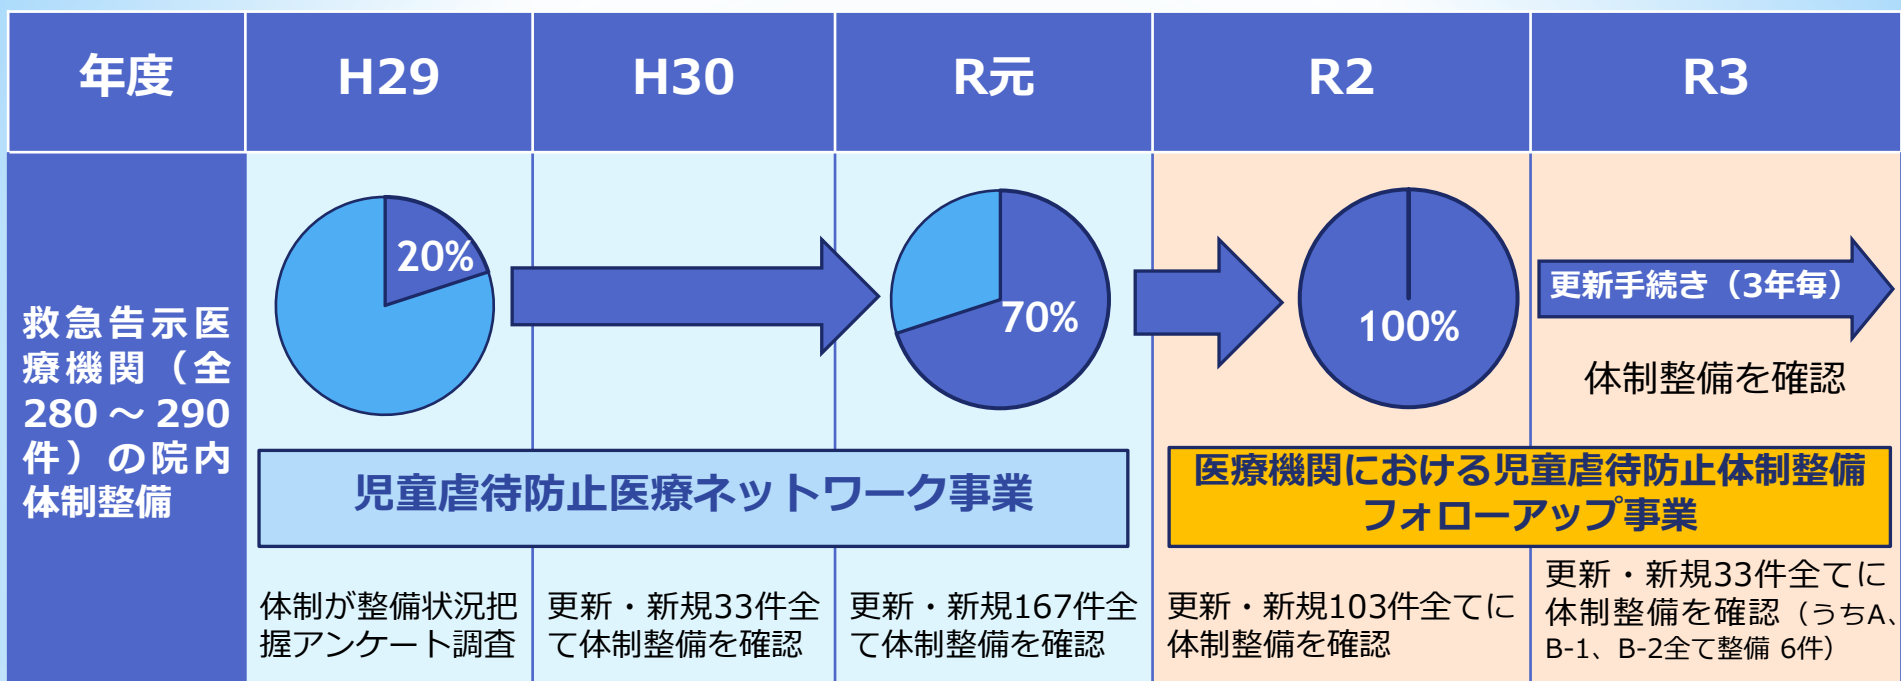 年度
H29
H30
R元
R2
R3
救急告示医
療機関（全
280～290
件）の院内
体制整備
20%
70%
100%
更新手続き（3年毎）
体制整備を確認
児童虐待防止医療ネットワーク事業
医療機関における児童虐待防止体制整備
フォローアップ事業
体制が整備状況把
握アンケート調査
更新・新規33件全
て体制整備を確認
更新・新規167件全
て体制整備を確認
更新・新規103件全てに
体制整備を確認
更新・新規33件全てに
体制整備を確認（うちA、
B-1、B-2全て整備 6件）